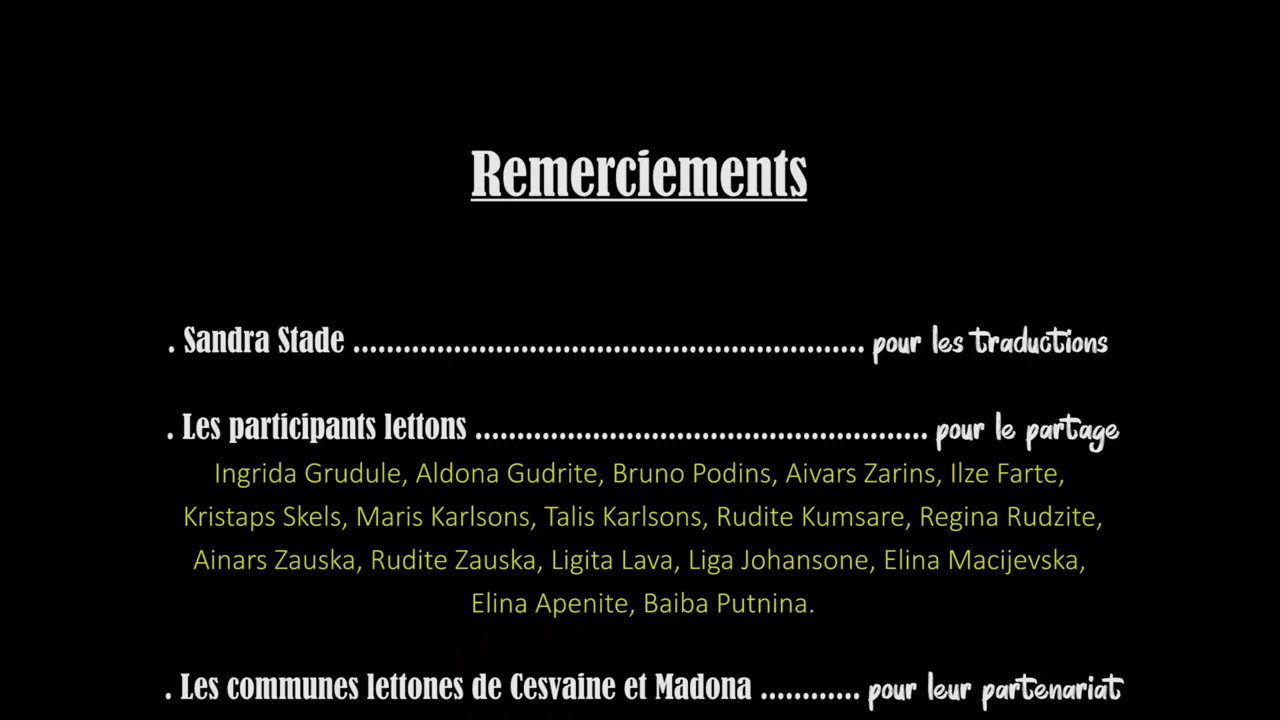 Remerciements
. Sandra Stade .............................................................. pour les traductions
. Les participants lettons ....................................................... pour le partage
Ingrida Grudule, Aldona Gudrite, Bruno Podins, Aivars Zarins, Ilze Farte,
Kristaps Skels, Maris Karlsons, Talis Karlsons, Rudite Kumsare, Regina Rudzite,
Ainars Zauska, Rudite Zauska, Ligita Lava, Liga Johansone, Elina Macijevska,
Elina Apenite, Baiba Putnina.
. Les communes lettones de Cesvaine et Madona ............ pour leur partenariat